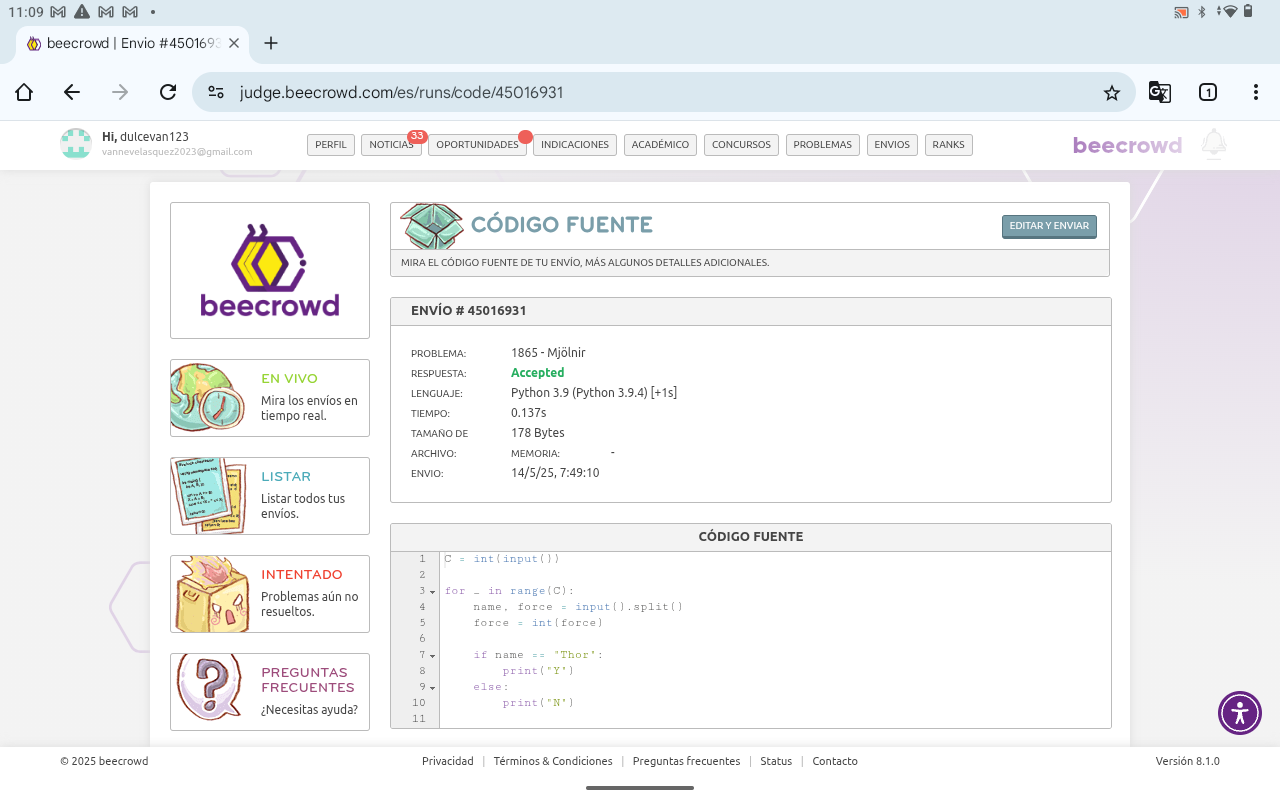 11:09
beecrowd | Envio #4501693
judge.beecrowd.com/es/runs/code/45016931
1
Hi, dulcevan123
vannevelasquez2023@gmail.com
PERFIL
NOTICIAS
33
OPORTUNIDADES
INDICACIONES
ACADÉMICO
CONCURSOS
PROBLEMAS
ENVIOS
RANKS
beecrowd
beecrowd
EN VIVO
Mira los envíos en
tiempo real.
LISTAR
Listar todos tus
envíos.
INTENTADO
Problemas aún no
resueltos.
PREGUNTAS
FRECUENTES
¿Necesitas ayuda?
CÓDIGO FUENTE
EDITAR Y ENVIAR
MIRA EL CÓDIGO FUENTE DE TU ENVÍO, MÁS ALGUNOS DETALLES ADICIONALES.
ENVÍO # 45016931
PROBLEMA: 1865 - Mjölnir
RESPUESTA: Accepted
LENGUAJE: Python 3.9 (Python 3.9.4) [+1s]
TIEMPO: 0.137s
TAMAÑO DE 178 Bytes
ARCHIVO: MEMORIA: -
ENVIO: 14/5/25, 7:49:10
CÓDIGO FUENTE
1 C = int(input())
2
3 for _ in range(C):
4 name, force = input().split()
5 force = int(force)
6
7 if name == "Thor":
8 print("Y")
9 else:
10 print("N")
11
© 2025 beecrowd
Privacidad | Términos & Condiciones | Preguntas frecuentes | Status | Contacto
Versión 8.1.0